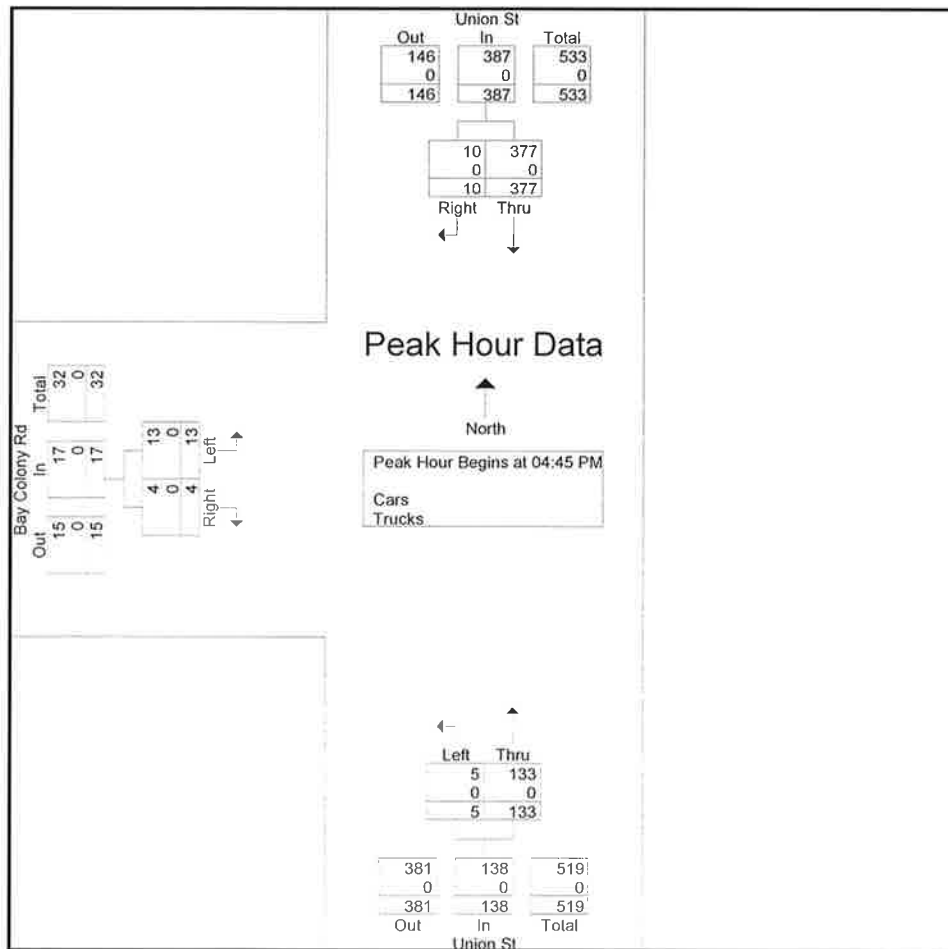 Union St
Out In Total
146 387 533
0 0 0
146 387 533
10 377
0 0
10 377
Right Thru
Peak Hour Data
North
Peak Hour Begins at 04:45 PM
Cars
Trucks
Bay Colony Rd
Out In Total
15 17 32
0 0 0
15 17 32
Right Left
4 13
0 0
4 13
Left Thru
5 133
0 0
5 133
381 138 519
0 0 0
381 138 519
Out In Total
Union St